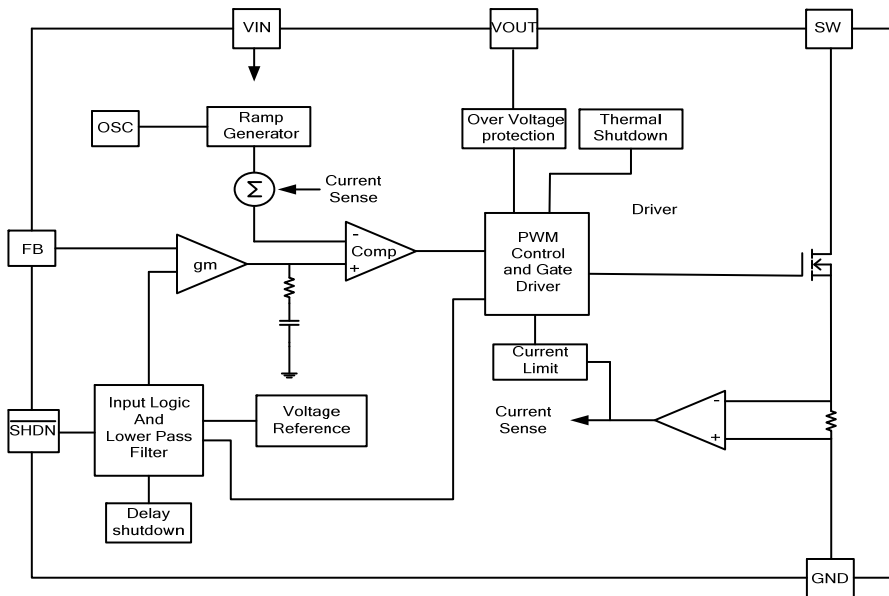 VIN
VOUT
SW
OSC
Ramp
Generator
Over Voltage
protection
Thermal
Shutdown
Σ
Current
Sense
Driver
FB
gm
-
Comp
+
PWM
Control
and Gate
Driver
Current
Limit
SHDN
Input Logic
And
Lower Pass
Filter
Voltage
Reference
Current
Sense
-
+
Delay
shutdown
GND